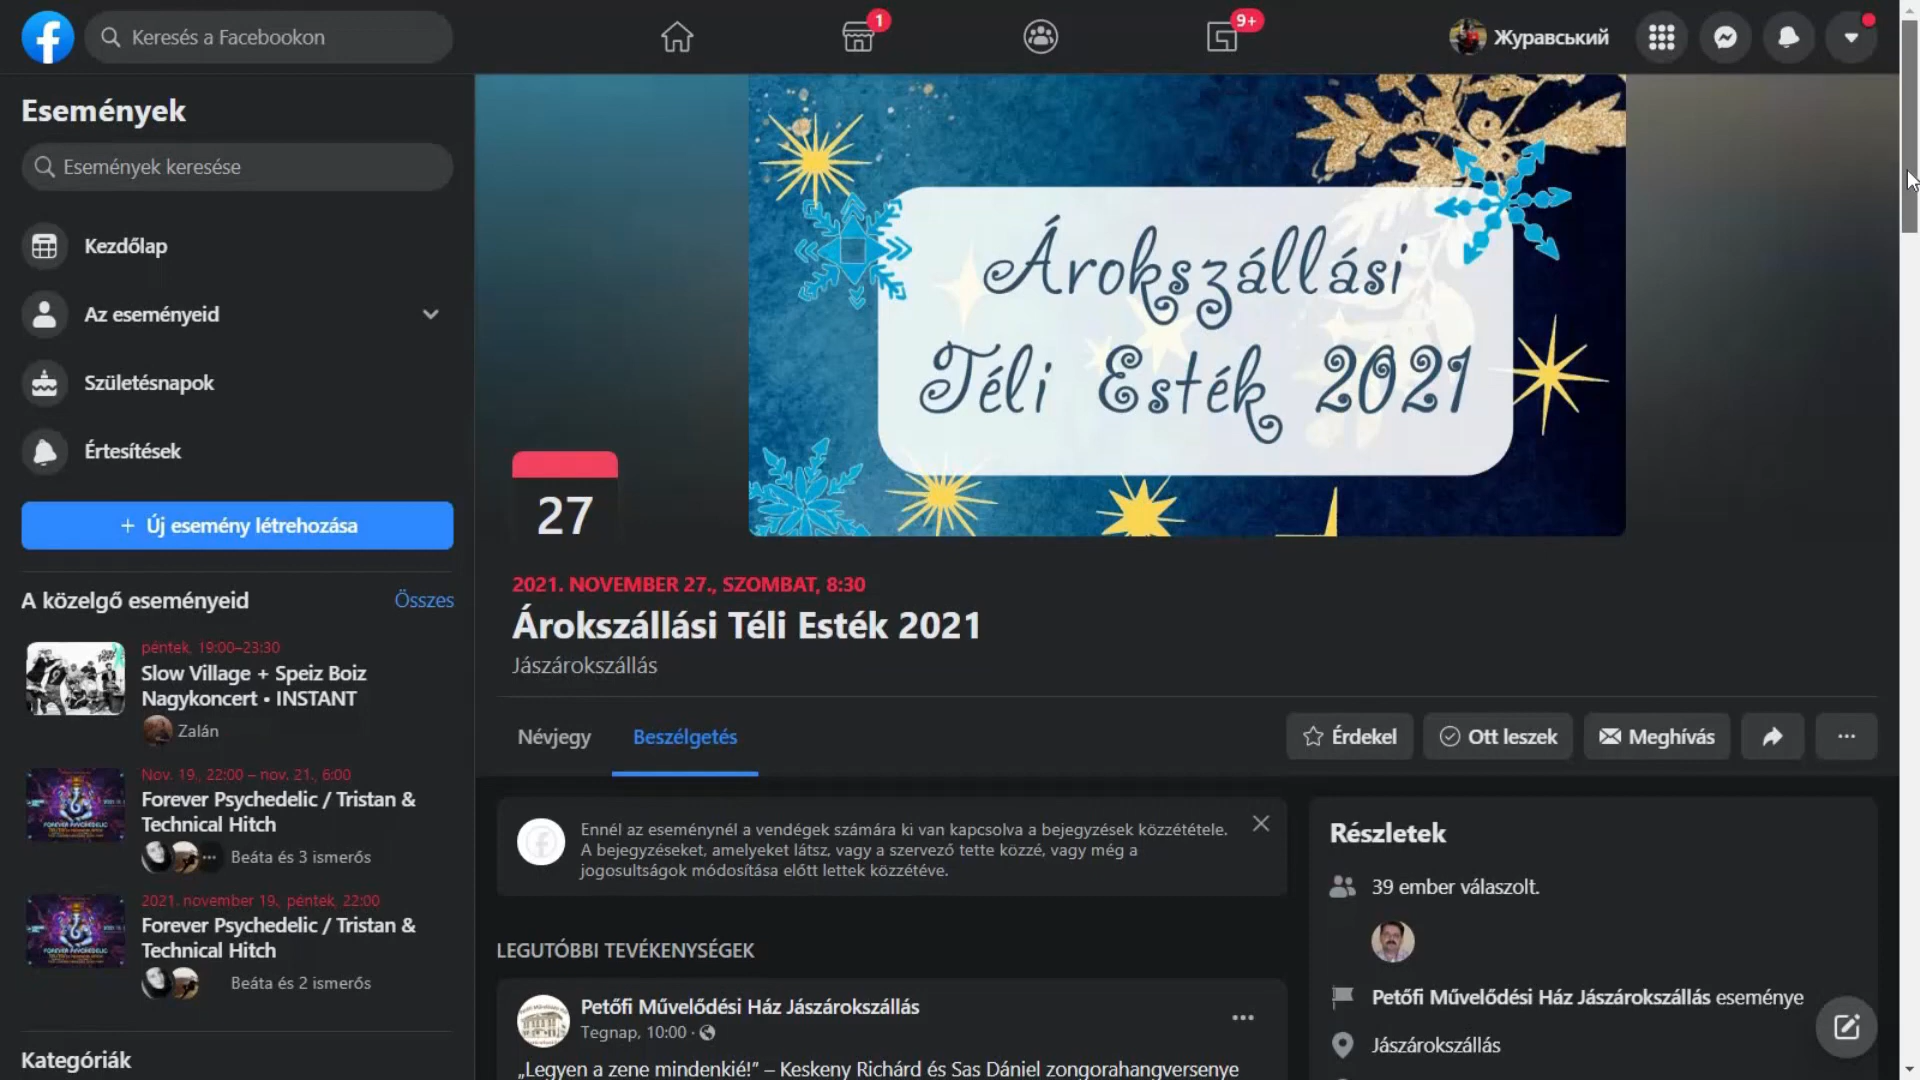 Keresés a Facebookon
1
9+
Журавський
Események
Események keresése
Kezdőlap
Az eseményeid
Születésnapok
Értesítések
+ Új esemény létrehozása
A közelgő eseményeid
Összes
péntek, 19:00–23:30
Slow Village + Speiz Boiz
Nagykoncert • INSTANT
Zalán
Nov. 19., 22:00 – nov. 21., 6:00
Forever Psychedelic / Tristan &
Technical Hitch
Beáta és 3 ismerős
2021. november 19., péntek, 22:00
Forever Psychedelic / Tristan &
Technical Hitch
Beáta és 2 ismerős
Kategóriák
Árokszállási
Téli Esték 2021
27
2021. NOVEMBER 27., SZOMBAT, 8:30
Árokszállási Téli Esték 2021
Jászárokszállás
Névjegy
Beszélgetés
Érdekel
Ott leszek
Meghívás
Ennél az eseménynél a vendégek számára ki van kapcsolva a bejegyzések közzététele.
A bejegyzéseket, amelyeket látsz, vagy a szervező tette közzé, vagy még a
jogosultságok módosítása előtt lettek közzétéve.
LEGUTÓBBI TEVÉKENYSÉGEK
Petőfi Művelődési Ház Jászárokszállás
Tegnap, 10:00 ·
„Legyen a zene mindenkié!” – Keskeny Richárd és Sas Dániel zongorahangversenye
Részletek
39 ember válaszolt.
Petőfi Művelődési Ház Jászárokszállás eseménye
Jászárokszállás